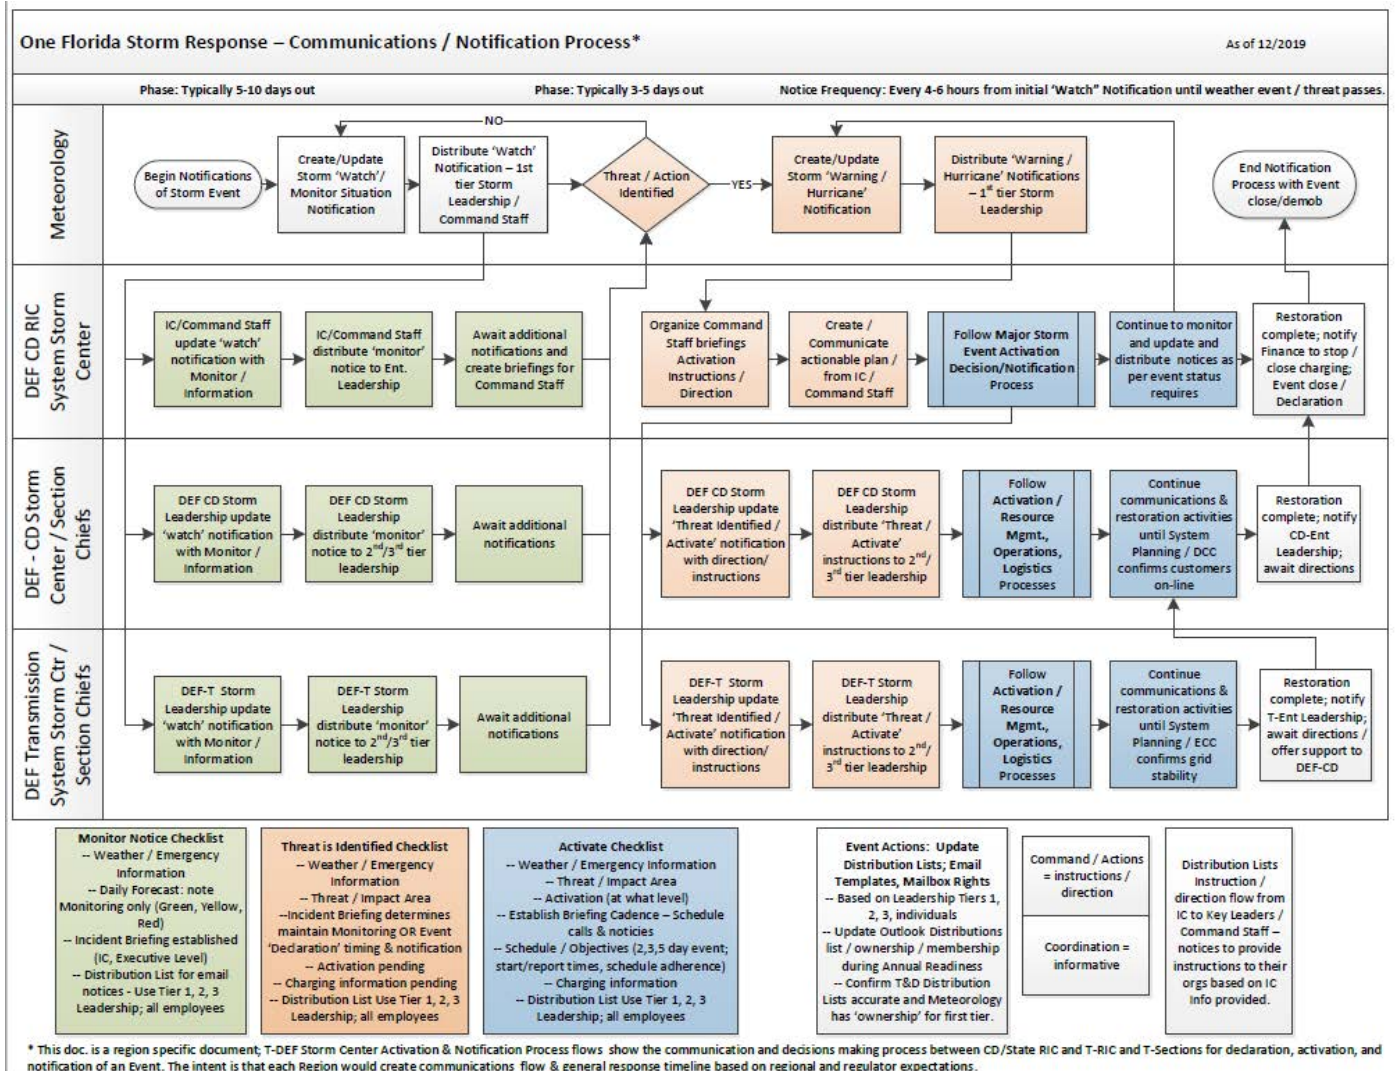 One Florida Storm Response – Communications / Notification Process*
As of 12/2019
Phase: Typically 5-10 days out
Phase: Typically 3-5 days out
Notice Frequency: Every 4-6 hours from initial ‘Watch” Notification until weather event / threat passes.
Meteorology
Begin Notifications
of Storm Event
Create/Update
Storm ‘Watch’/
Monitor Situation
Notification
Distribute ‘Watch’
Notification – 1st
tier Storm
Leadership /
Command Staff
NO
Threat / Action
Identified
YES
Create/Update
Storm ‘Warning /
Hurricane’
Notification
Distribute ‘Warning /
Hurricane’ Notifications
– 1st tier Storm
Leadership
End Notification
Process with Event
close/demob
DEF CD RIC
System Storm
Center
IC/Command Staff
update ‘watch’
notification with
Monitor /
Information
IC/Command Staff
distribute ‘monitor’
notice to Ent.
Leadership
Await additional
notifications and
create briefings for
Command Staff
Organize Command
Staff briefings
Activation
Instructions /
Direction
Create /
Communicate
actionable plan /
from IC /
Command Staff
Follow Major Storm
Event Activation
Decision/Notification
Process
Continue to monitor
and update and
distribute notices as
per event status
requires
Restoration
complete; notify
Finance to stop /
close charging;
Event close /
Declaration
DEF - CD Storm
Center / Section
Chiefs
DEF CD Storm
Leadership update
‘watch’ notification
with Monitor /
Information
DEF CD Storm
Leadership
distribute ‘monitor’
notice to 2nd/3rd tier
leadership
Await additional
notifications
DEF CD Storm
Leadership update
‘Threat Identified /
Activate’ notification
with direction/
instructions
DEF CD Storm
Leadership
distribute ‘Threat /
Activate’
instructions to 2nd/
3rd tier leadership
Follow
Activation /
Resource
Mgmt.,
Operations,
Logistics
Processes
Continue
communications &
restoration activities
until System
Planning / DCC
confirms customers
on-line
Restoration
complete; notify
CD-Ent
Leadership;
await directions
DEF Transmission
System Storm Ctr /
Section Chiefs
DEF-T Storm
Leadership update
‘watch’ notification
with Monitor /
Information
DEF-T Storm
Leadership
distribute ‘monitor’
notice to 2nd/3rd tier
leadership
Await additional
notifications
DEF-T Storm
Leadership update
‘Threat Identified /
Activate’ notification
with direction/
instructions
DEF-T Storm
Leadership
distribute ‘Threat /
Activate’
instructions to 2nd/
3rd tier leadership
Follow
Activation /
Resource
Mgmt.,
Operations,
Logistics
Processes
Continue
communications &
restoration activities
until System
Planning / ECC
confirms grid
stability
Restoration
complete; notify
T-Ent Leadership;
await directions /
offer support to
DEF-CD
Monitor Notice Checklist
-- Weather / Emergency
Information
-- Daily Forecast: note
Monitoring only (Green, Yellow,
Red)
-- Incident Briefing established
(IC, Executive Level)
-- Distribution List for email
notices - Use Tier 1, 2, 3
Leadership; all employees
Threat is Identified Checklist
-- Weather / Emergency
Information
-- Threat / Impact Area
--Incident Briefing determines
maintain Monitoring OR Event
‘Declaration’ timing & notification
-- Activation pending
-- Charging information pending
-- Distribution List Use Tier 1, 2, 3
Leadership; all employees
Activate Checklist
-- Weather / Emergency Information
-- Threat / Impact Area
-- Activation (at what level)
-- Establish Briefing Cadence – Schedule
calls & noticies
-- Schedule / Objectives (2,3,5 day event;
start/report times, schedule adherence)
-- Charging information
-- Distribution List Use Tier 1, 2, 3
Leadership; all employees
Event Actions: Update
Distribution Lists; Email
Templates, Mailbox Rights
-- Based on Leadership Tiers 1,
2, 3, individuals
-- Update Outlook Distributions
list / ownership / membership
during Annual Readiness
-- Confirm T&D Distribution
Lists accurate and Meteorology
has ‘ownership’ for first tier.
Command / Actions
= instructions /
direction
Coordination =
informative
Distribution Lists
Instruction /
direction flow from
IC to Key Leaders /
Command Staff –
notices to provide
instructions to their
orgs based on IC
Info provided.
* This doc. is a region specific document; T-DEF Storm Center Activation & Notification Process flows show the communication and decisions making process between CD/State RIC and T-RIC and T-Sections for declaration, activation, and
notification of an Event. The intent is that each Region would create communications flow & general response timeline based on regional and regulator expectations.